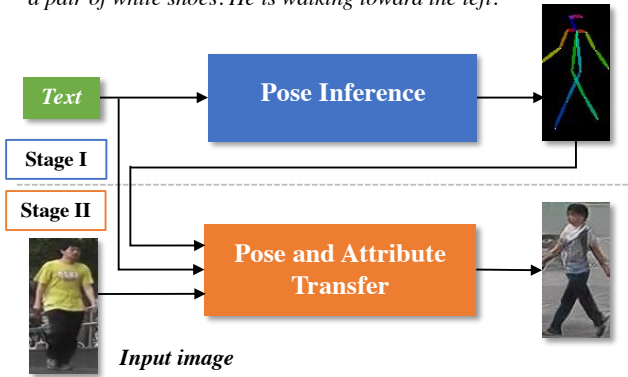 a pair of white shoes. He is walking toward the left.
Text
Pose Inference
Stage I
Stage II
Pose and Attribute
Transfer
Input image